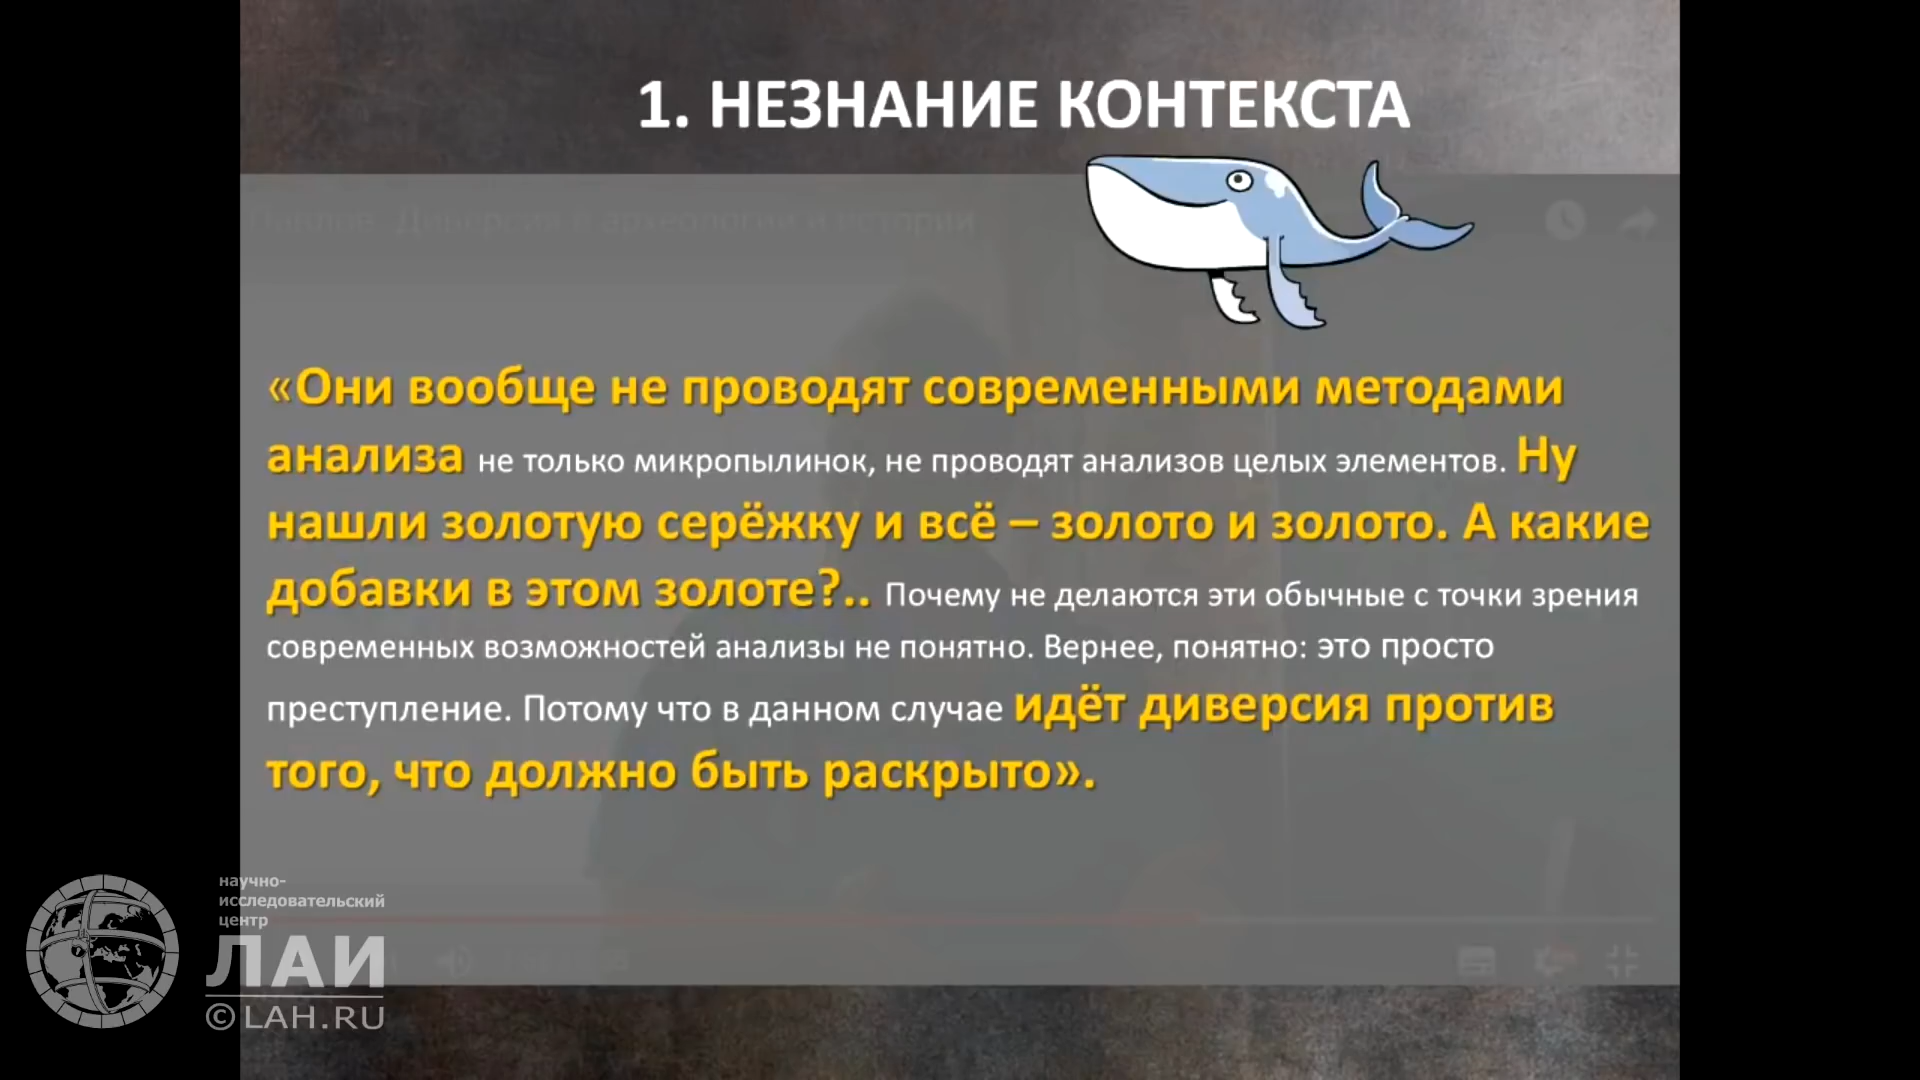 1. НЕЗНАНИЕ КОНТЕКСТА
Диверсия в археологии и истории
«Они вообще не проводят современными методами
анализа не только микропылинок, не проводят анализов целых элементов. Ну
нашли золотую серёжку и всё – золото и золото. А какие
добавки в этом золоте?.. Почему не делаются эти обычные с точки зрения
современных возможностей анализы не понятно. Вернее, понятно: это просто
преступление. Потому что в данном случае идёт диверсия против
того, что должно быть раскрыто».
научно-
исследовательский
центр
ЛАИ
©LAH.RU